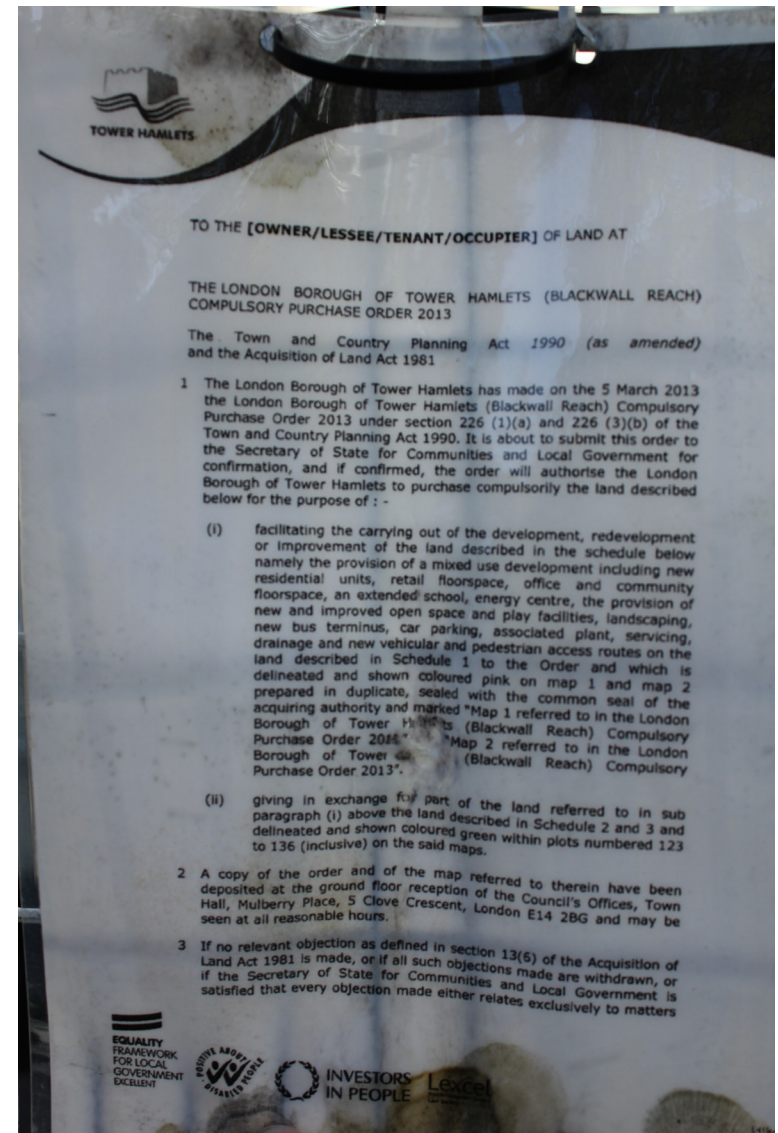 TOWER HAMLETS
TO THE [OWNER/LESSEE/TENANT/OCCUPIER] OF LAND AT
THE LONDON BOROUGH OF TOWER HAMLETS (BLACKWALL REACH)
COMPULSORY PURCHASE ORDER 2013
The Town and Country Planning Act 1990 (as amended)
and the Acquisition of Land Act 1981
1 The London Borough of Tower Hamlets has made on the 5 March 2013
the London Borough of Tower Hamlets (Blackwall Reach) Compulsory
Purchase Order 2013 under section 226 (1)(a) and 226 (3)(b) of the
Town and Country Planning Act 1990. It is about to submit this order to
the Secretary of State for Communities and Local Government for
confirmation, and if confirmed, the order will authorise the London
Borough of Tower Hamlets to purchase compulsorily the land described
below for the purpose of : -
(i) facilitating the carrying out of the development, redevelopment
or improvement of the land described in the schedule below
namely the provision of a mixed use development including new
residential units, retail floorspace, office and community
floorspace, an extended school, energy centre, the provision of
new and improved open space and play facilities, landscaping,
new bus terminus, car parking, associated plant, servicing,
drainage and new vehicular and pedestrian access routes on the
land described in Schedule 1 to the Order and which is
delineated and shown coloured pink on map 1 and map 2
prepared in duplicate, sealed with the common seal of the
acquiring authority and marked "Map 1 referred to in the London
Borough of Tower (Blackwall Reach) Compulsory
Purchase Order "Map 2 referred to in the London
Borough of Tower (Blackwall Reach) Compulsory
Purchase Order 2013".
(ii) giving in exchange for part of the land referred to in sub
paragraph (i) above the land described in Schedule 2 and 3 and
delineated and shown coloured green within plots numbered 123
to 136 (inclusive) on the said maps.
2 A copy of the order and of the map referred to therein have been
deposited at the ground floor reception of the Council's Offices, Town
Hall, Mulberry Place, 5 Clove Crescent, London E14 2BG and may be
seen at all reasonable hours.
3 If no relevant objection as defined in section 13(6) of the Acquisition of
Land Act 1981 is made, or if all such objections made are withdrawn, or
if the Secretary of State for Communities and Local Government is
satisfied that every objection made either relates exclusively to matters
EQUALITY
FRAMEWORK
FOR LOCAL
GOVERNMENT
EXCELLENT
POSITIVE ABOUT
DISABLED PEOPLE
INVESTORS
IN PEOPLE
Lexcel